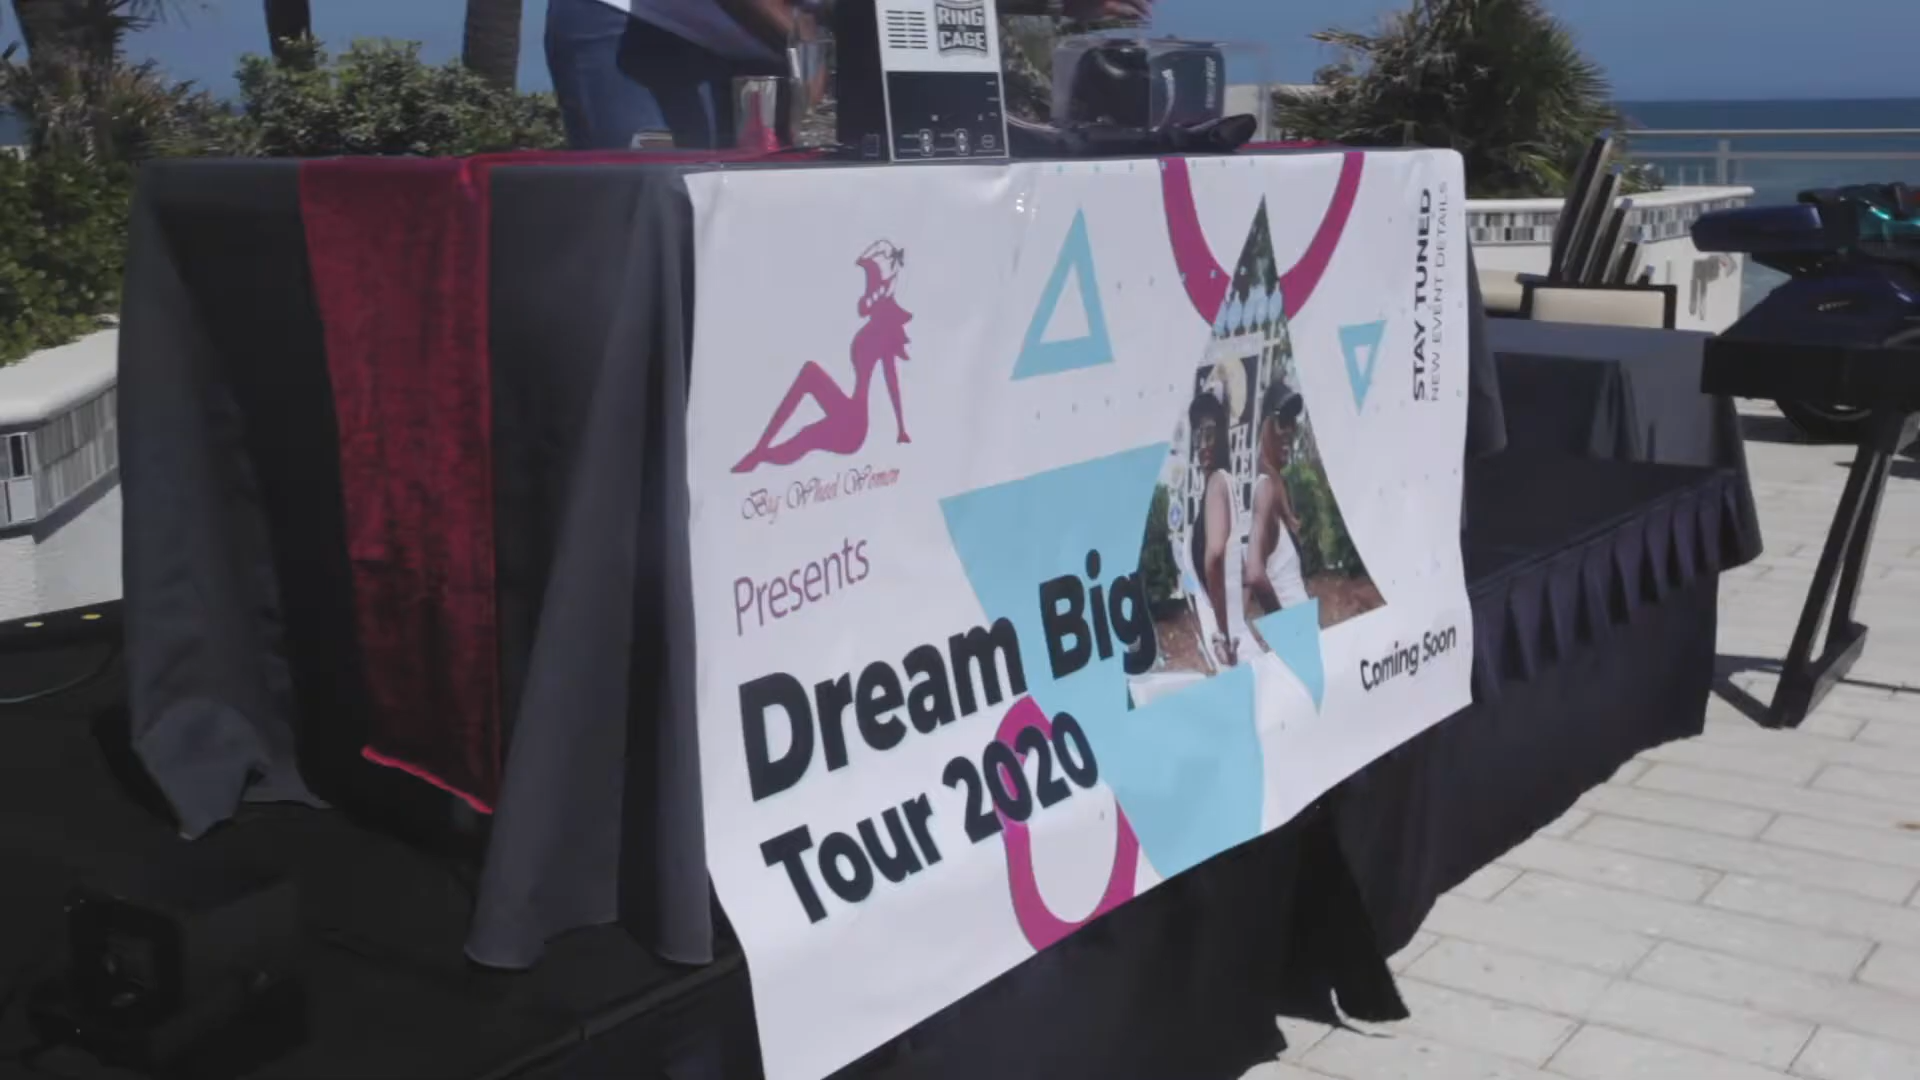 RING
CAGE
Big Wheel Women
Presents
Dream Big
Tour 2020
STAY TUNED
NEW EVENT DETAILS
Coming Soon